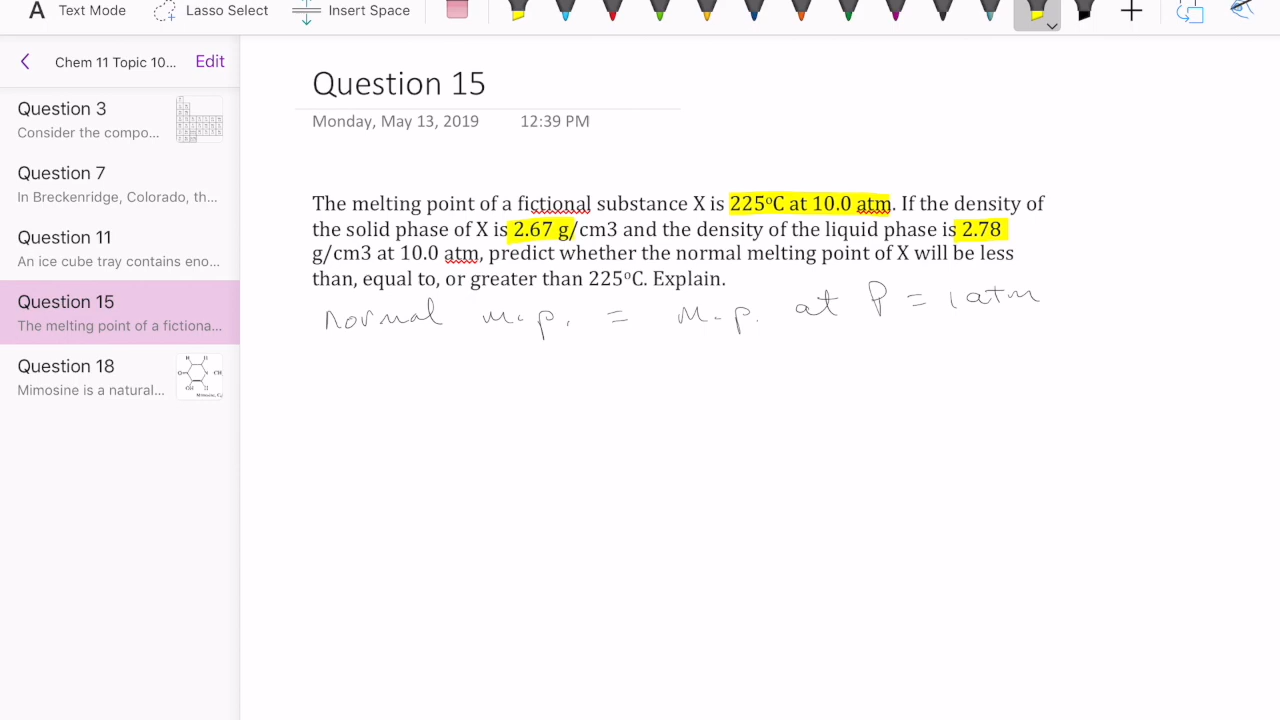 A Text Mode Lasso Select Insert Space
Chem 11 Topic 10... Edit
Question 3
Consider the compo...
Question 7
In Breckenridge, Colorado, th...
Question 11
An ice cube tray contains eno...
Question 15
The melting point of a fictiona...
Question 18
Mimosine is a natural...
Question 15
Monday, May 13, 2019 12:39 PM
The melting point of a fictional substance X is 225°C at 10.0 atm. If the density of
the solid phase of X is 2.67 g/cm3 and the density of the liquid phase is 2.78
g/cm3 at 10.0 atm, predict whether the normal melting point of X will be less
than, equal to, or greater than 225°C. Explain.
normal m.p. = m.p. at P = 1atm